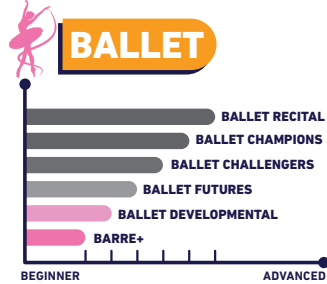 BALLET
BALLET RECITAL
BALLET CHAMPIONS
BALLET CHALLENGERS
BALLET FUTURES
BALLET DEVELOPMENTAL
BARRE+
BEGINNER ADVANCED